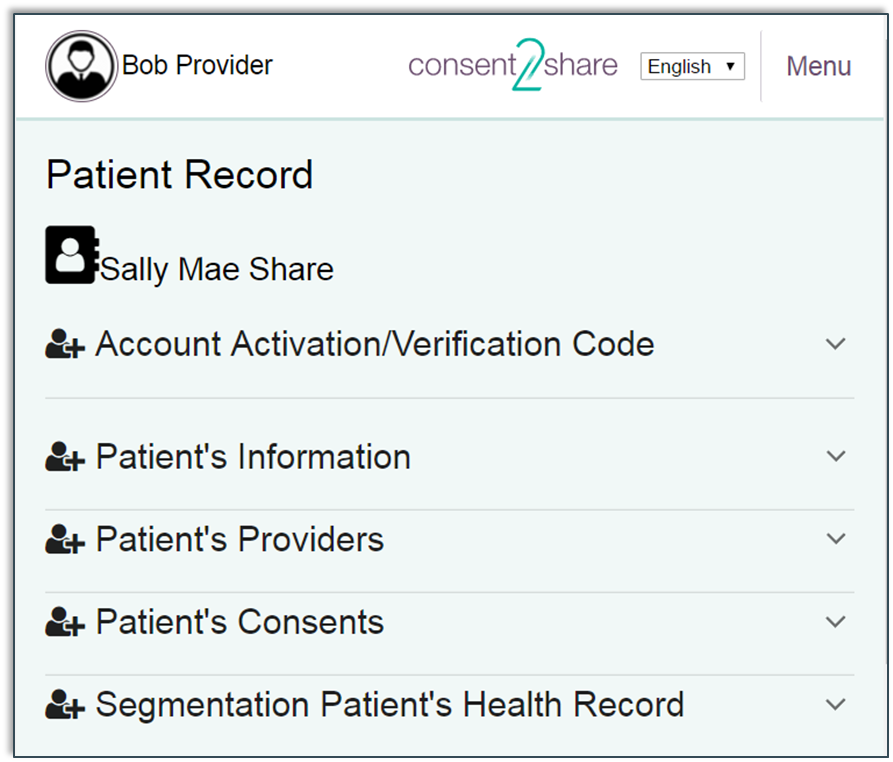 Bob Provider
consent2share
English
Menu
Patient Record
Sally Mae Share
Account Activation/Verification Code
Patient's Information
Patient's Providers
Patient's Consents
Segmentation Patient's Health Record